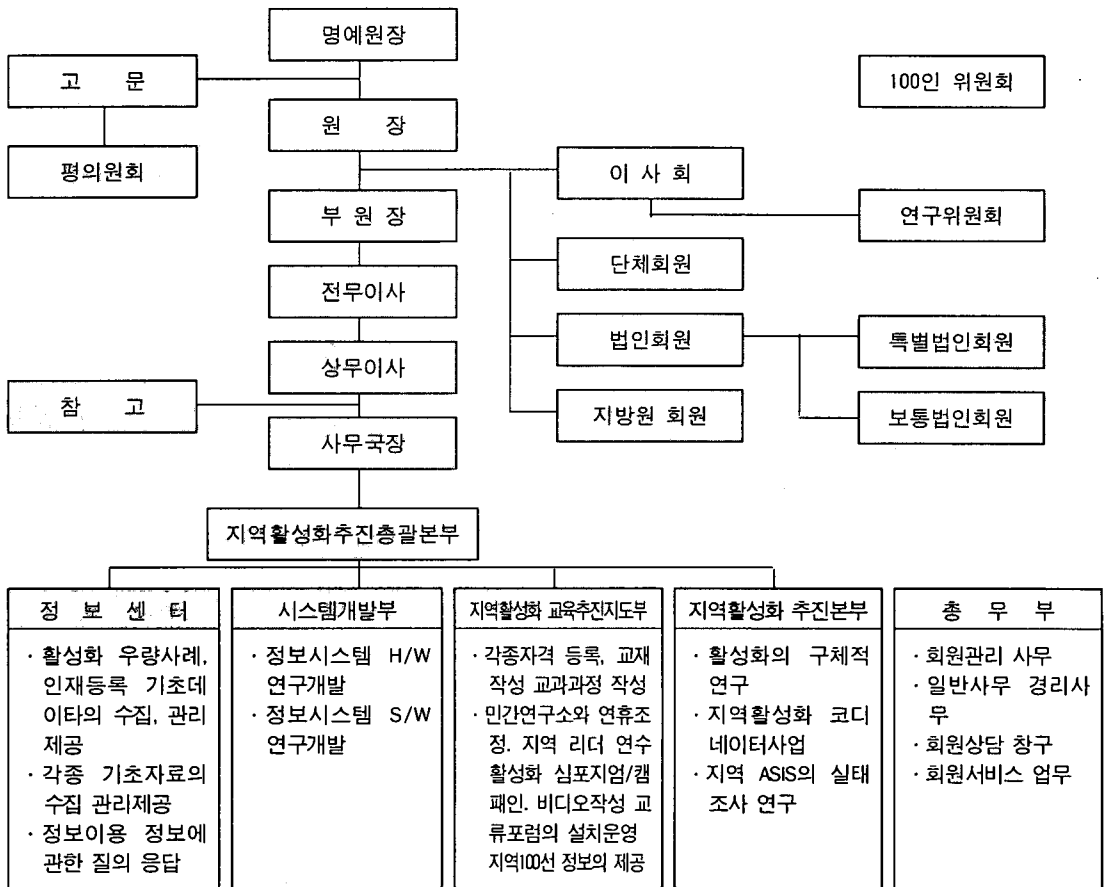 명예원장
고 문
100인 위원회
원 장
평의원회
이 사 회
부 원 장
연구위원회
단체회원
전무이사
법인회원
특별법인회원
상무이사
참 고
지방원 회원
보통법인회원
사무국장
지역활성화추진총괄본부
정 보 센 터
· 활성화 우량사례,
인재등록 기초데
이타의 수집, 관리
제공
· 각종 기초자료의
수집 관리제공
· 정보이용 정보에
관한 질의 응답
시스템개발부
· 정보시스템 H/W
연구개발
· 정보시스템 S/W
연구개발
지역활성화 교육추진지도부
· 각종자격 등록, 교재
작성 교과과정 작성
· 민간연구소와 연휴조
정. 지역 리더 연수
활성화 심포지엄/캠
패인. 비디오작성 교
류포럼의 설치운영
지역100선 정보의 제공
지역활성화 추진본부
· 활성화의 구체적
연구
· 지역활성화 코디
네이터사업
· 지역 ASIS의 실태
조사 연구
총 무 부
· 회원관리 사무
· 일반사무 경리사
무
· 회원상담 창구
· 회원서비스 업무